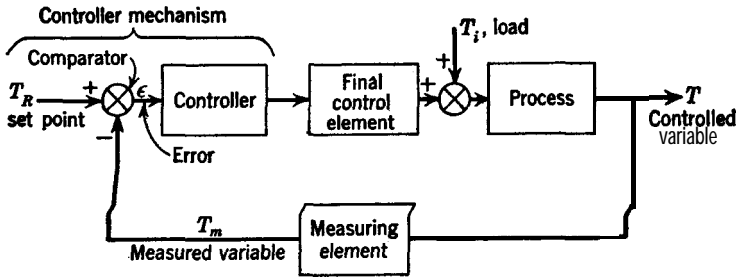 Controller mechanism
Comparator
T_i, load
+
T_R
set point
+
ϵ
−
Error
Controller
Final
control
element
+
Process
T
Controlled
variable
T_m
Measured variable
Measuring
element